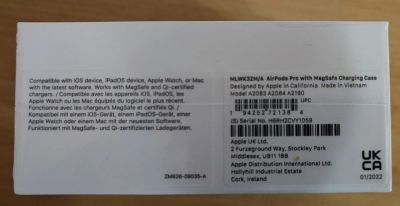 Compatible with iOS device, iPadOS device, Apple Watch, or Mac
with the latest software. Works with MagSafe and Qi-certified
chargers. / Compatible avec les appareils iOS, iPadOS, les
Apple Watch ou les Mac équipés du logiciel le plus récent.
Fonctionne avec les chargeurs MagSafe et certifiés Qi. /
Kompatibel mit einem iOS-Gerät, einem iPadOS-Gerät, einer
Apple Watch oder einem Mac mit der neuesten Software.
Funktioniert mit MagSafe- und Qi-zertifizierten Ladegeräten.
ZM626-09035-A
MLWK3ZM/A AirPods Pro with MagSafe Charging Case
Designed by Apple in California Made in Vietnam
Model A2083 A2084 A2190
UPC
1 94252 72138 4
(S) Serial No. H6RH2CVY1059
Apple UK Ltd.
2 Furzeground Way, Stockley Park
Middlesex, UB11 1BB
Apple Distribution International Ltd.
Hollyhill Industrial Estate
Cork, Ireland
UK
CA
01/2022